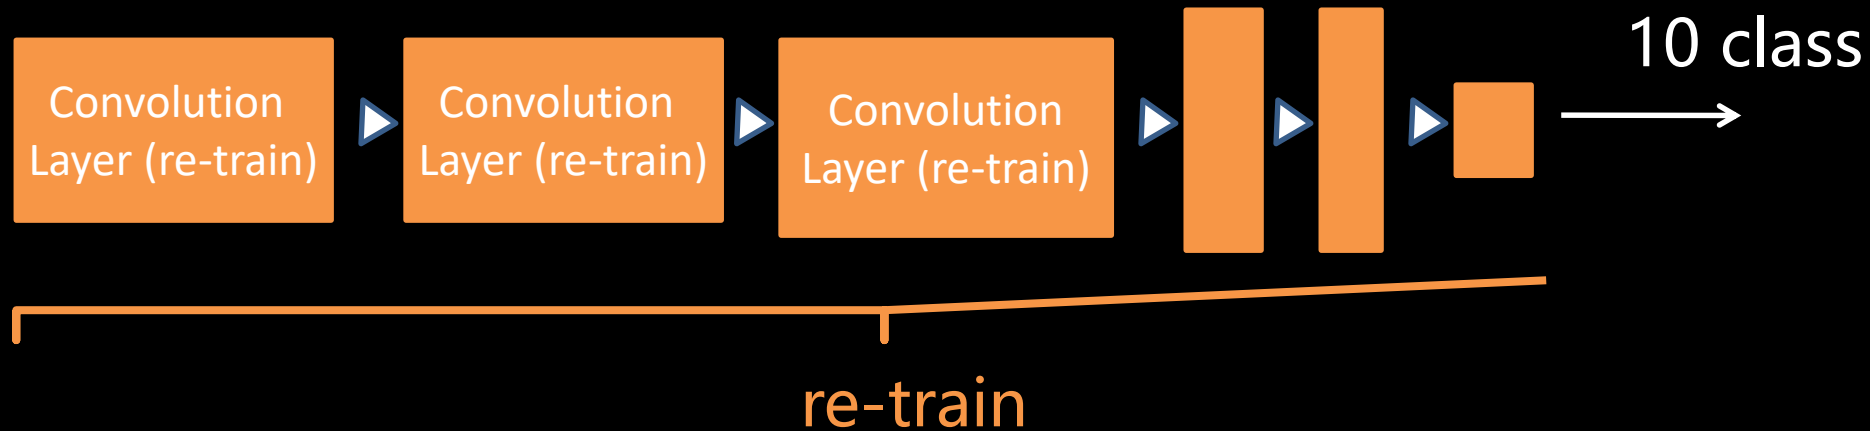 Convolution
Layer (re-train)
Convolution
Layer (re-train)
Convolution
Layer (re-train)
10 class
re-train